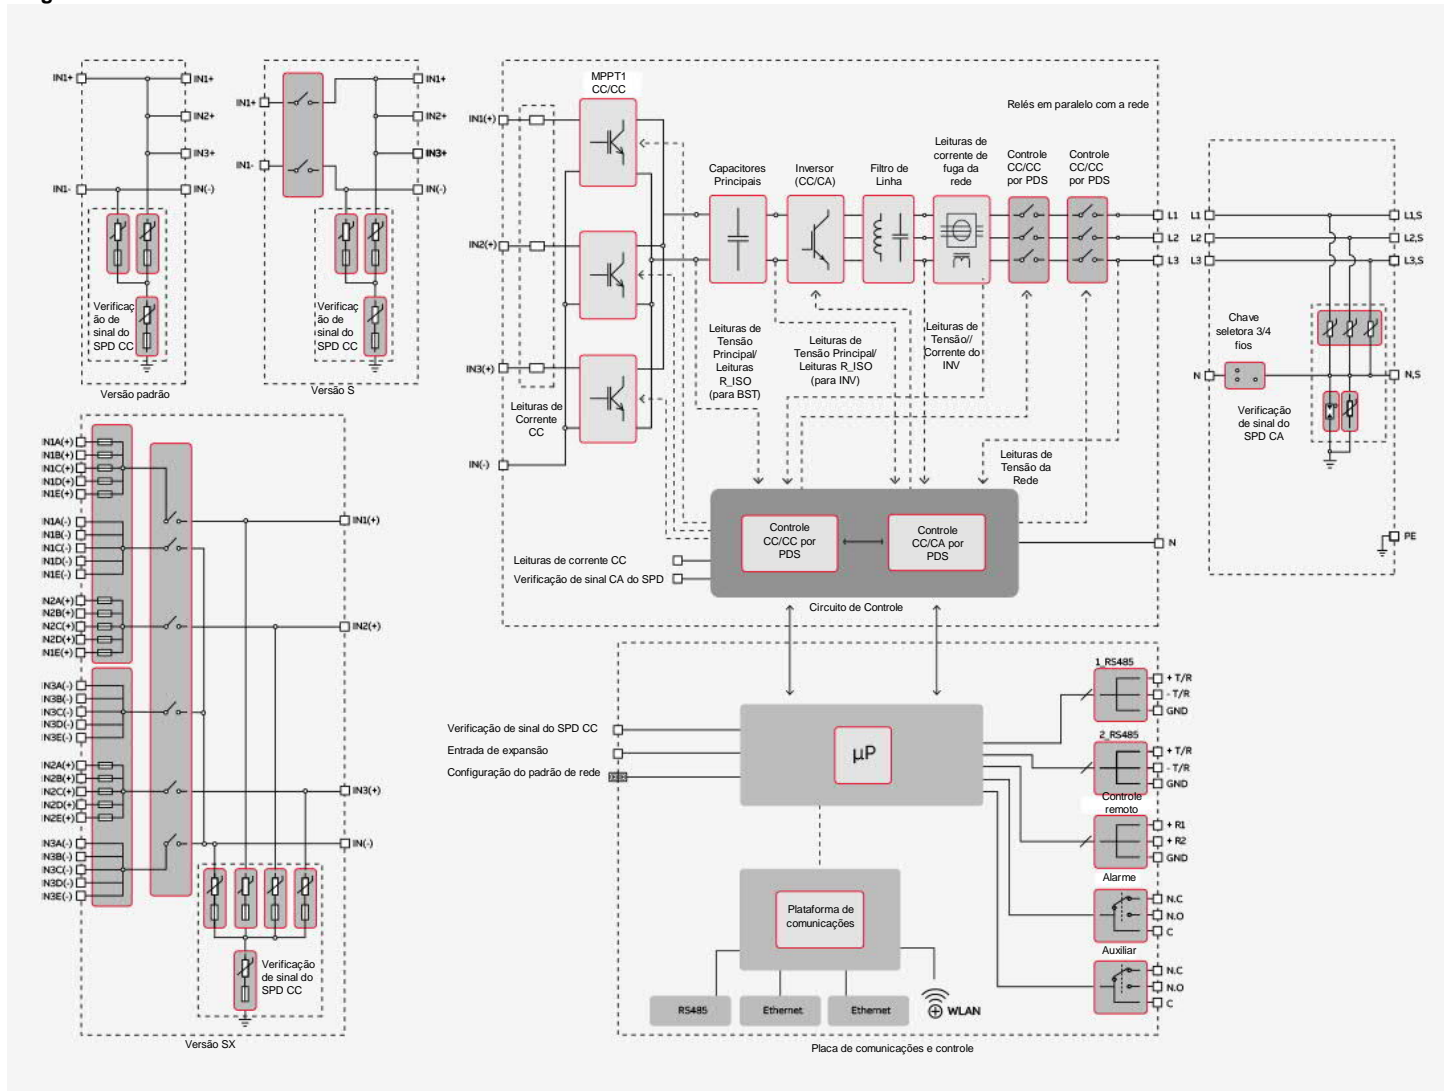 IN1+
IN1+
IN2+
IN3+
IN1-
IN(-)
Verificaç
ão de
sinal do
SPD CC
Versão padrão
IN1+
IN1+
IN2+
IN3+
IN1-
IN(-)
Verificaç
ão de
sinal do
SPD CC
Versão S
MPPT1
CC/CC
Relés em paralelo com a rede
IN1(+)
IN2(+)
IN3(+)
IN(-)
Leituras de
Corrente
CC
Capacitores
Principais
Inversor
(CC/CA)
Filtro de
Linha
Leituras de
corrente de
fuga da
rede
Controle
CC/CC
por PDS
Controle
CC/CC
por PDS
L1
L2
L3
Leituras de
Tensão
Principal/
Leituras
R_ISO
(para BST)
Leituras de
Tensão Principal/
Leituras R_ISO
(para INV)
Leituras de
Tensão//
Corrente do
INV
Leituras de
Tensão da
Rede
Controle
CC/CC por
PDS
Controle
CC/CA por
PDS
N
Leituras de corrente CC
Verificação de sinal CA do SPD
Circuito de Controle
L1
L2
L3
L1,S
L2,S
L3,S
Chave
seletora 3/4
fios
N
N,S
Verificação
de sinal do
SPD CA
PE
IN1A(+)
IN1B(+)
IN1C(+)
IN1D(+)
IN1E(+)
IN1A(-)
IN1B(-)
IN1C(-)
IN1D(-)
IN1E(-)
IN2A(+)
IN2B(+)
IN2C(+)
IN2D(+)
IN1E(+)
IN3A(-)
IN3B(-)
IN3C(-)
IN3D(-)
IN3E(-)
IN2A(+)
IN2B(+)
IN2C(+)
IN2D(+)
IN2E(+)
IN3A(-)
IN3B(-)
IN3C(-)
IN3D(-)
IN3E(-)
IN1(+)
IN2(+)
IN3(+)
IN(-)
Verificação
de sinal do
SPD CC
Versão SX
Verificação de sinal do SPD CC
Entrada de expansão
Configuração do padrão de rede
µP
Plataforma de
comunicações
RS485
Ethernet
Ethernet
WLAN
1_RS485
+ T/R
- T/R
GND
2_RS485
+ T/R
- T/R
GND
Controle
remoto
+ R1
+ R2
GND
Alarme
N.C
N.O
C
Auxiliar
N.C
N.O
C
Placa de comunicações e controle